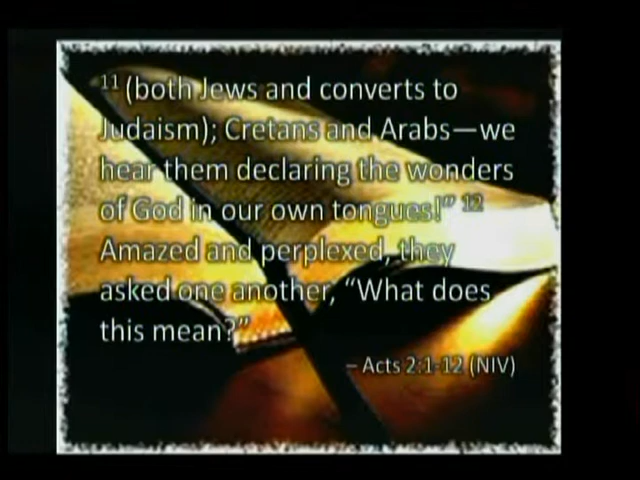 11 (both Jews and converts to
Judaism); Cretans and Arabs—we
hear them declaring the wonders
of God in our own tongues!” 12
Amazed and perplexed, they
asked one another, “What does
this mean?”
– Acts 2:1-12 (NIV)